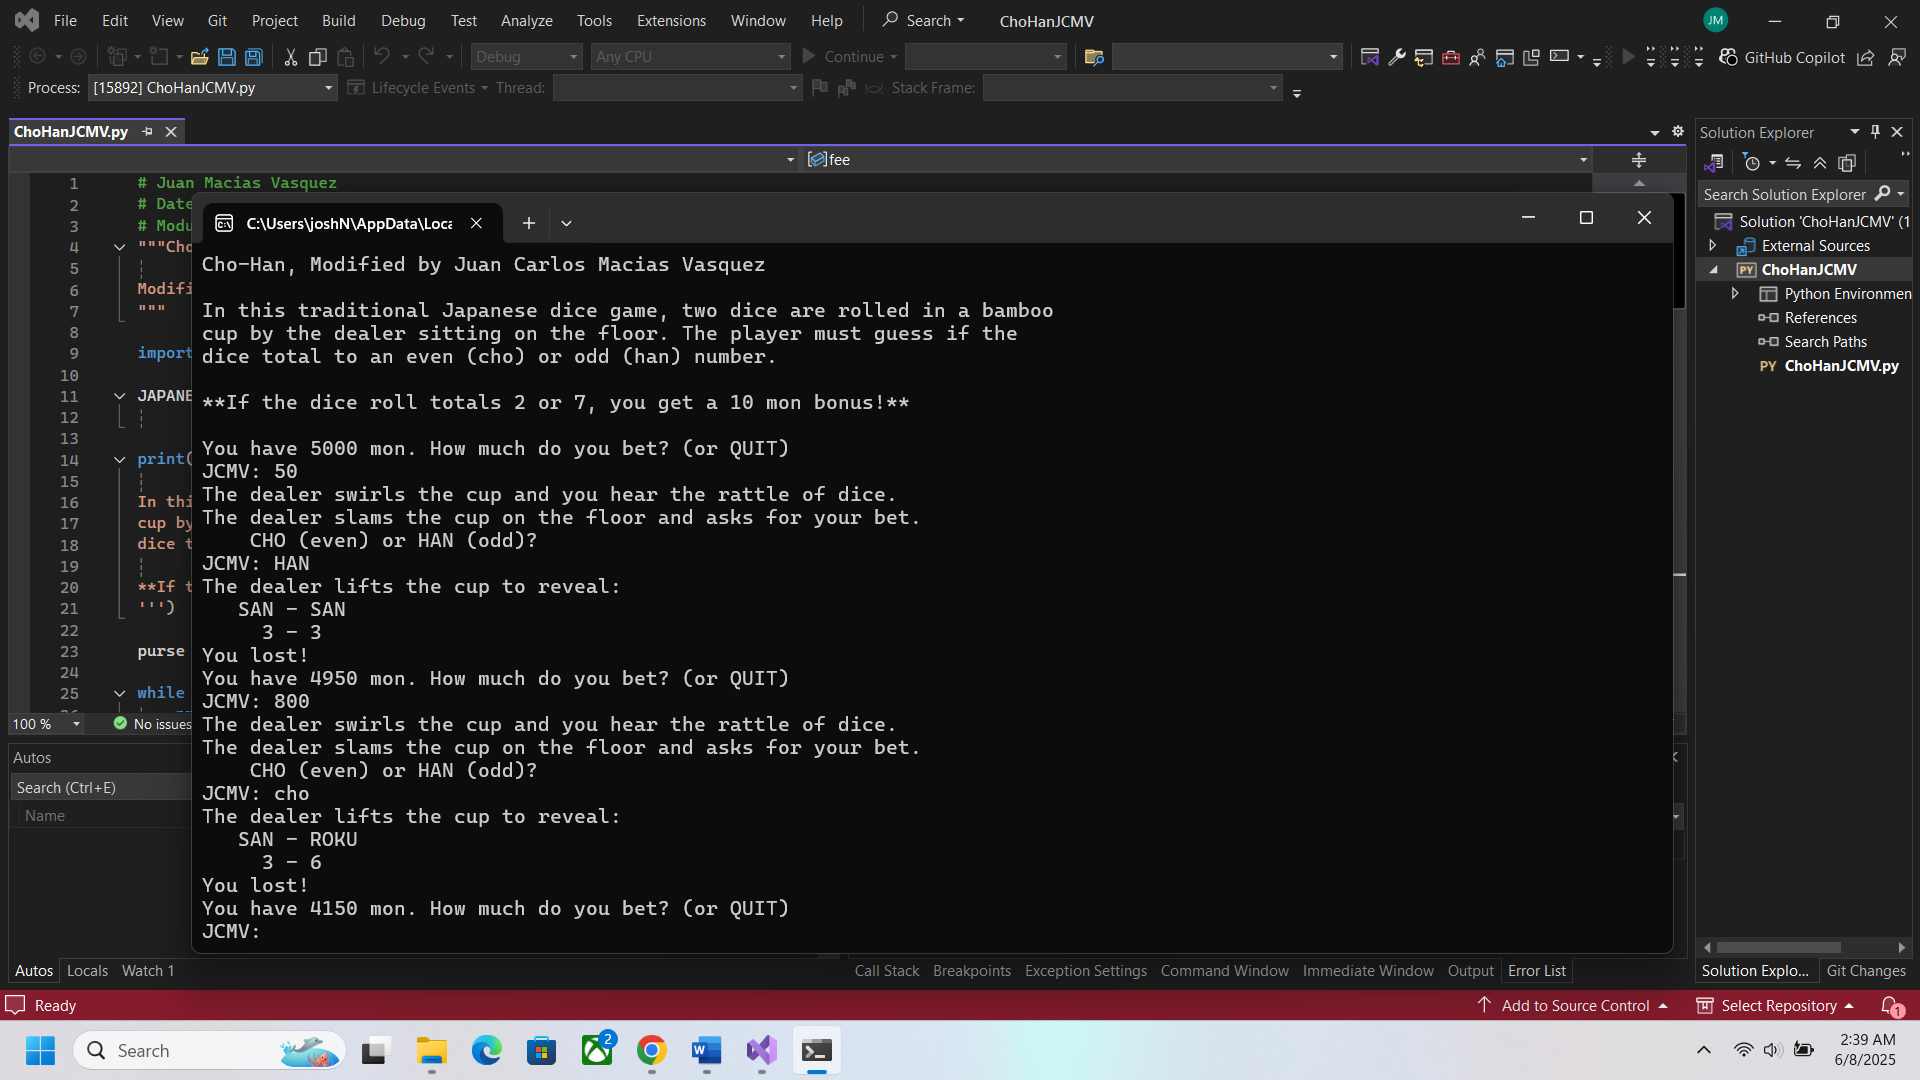 File Edit View Git Project Build Debug Test Analyze Tools Extensions Window Help Search ChoHanJCMV JM
Debug Any CPU Continue GitHub Copilot
Process: [15892] ChoHanJCMV.py Lifecycle Events Thread: Stack Frame:
ChoHanJCMV.py
fee
1 # Juan Macias Vasquez
2 # Date
3 # Modu
4 """Cho
5
6 Modifi
7 """
8
9 import
10
11 JAPANE
12
13
14 print(
15
16 In thi
17 cup by
18 dice t
19
20 **If t
21 ''')
22
23 purse
24
25 while
100 % No issues
C:\Users\joshN\AppData\Loca
Cho-Han, Modified by Juan Carlos Macias Vasquez
In this traditional Japanese dice game, two dice are rolled in a bamboo
cup by the dealer sitting on the floor. The player must guess if the
dice total to an even (cho) or odd (han) number.
**If the dice roll totals 2 or 7, you get a 10 mon bonus!**
You have 5000 mon. How much do you bet? (or QUIT)
JCMV: 50
The dealer swirls the cup and you hear the rattle of dice.
The dealer slams the cup on the floor and asks for your bet.
CHO (even) or HAN (odd)?
JCMV: HAN
The dealer lifts the cup to reveal:
SAN - SAN
3 - 3
You lost!
You have 4950 mon. How much do you bet? (or QUIT)
JCMV: 800
The dealer swirls the cup and you hear the rattle of dice.
The dealer slams the cup on the floor and asks for your bet.
CHO (even) or HAN (odd)?
JCMV: cho
The dealer lifts the cup to reveal:
SAN - ROKU
3 - 6
You lost!
You have 4150 mon. How much do you bet? (or QUIT)
JCMV:
Solution Explorer
Search Solution Explorer
Solution 'ChoHanJCMV' (1
External Sources
PY ChoHanJCMV
Python Environmen
References
Search Paths
PY ChoHanJCMV.py
Autos
Search (Ctrl+E)
Name
Autos Locals Watch 1
Call Stack Breakpoints Exception Settings Command Window Immediate Window Output Error List
Solution Explo... Git Changes
Ready Add to Source Control Select Repository 1
Search 2
2:39 AM
6/8/2025